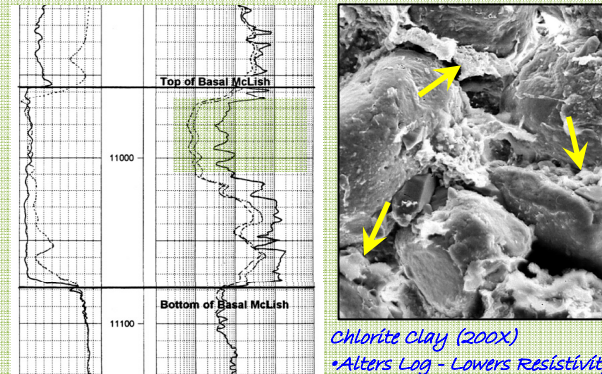 Top of Basal McLish
11000
Bottom of Basal McLish
11100
Chlorite Clay (200X)
•Alters Log - Lowers Resistivit